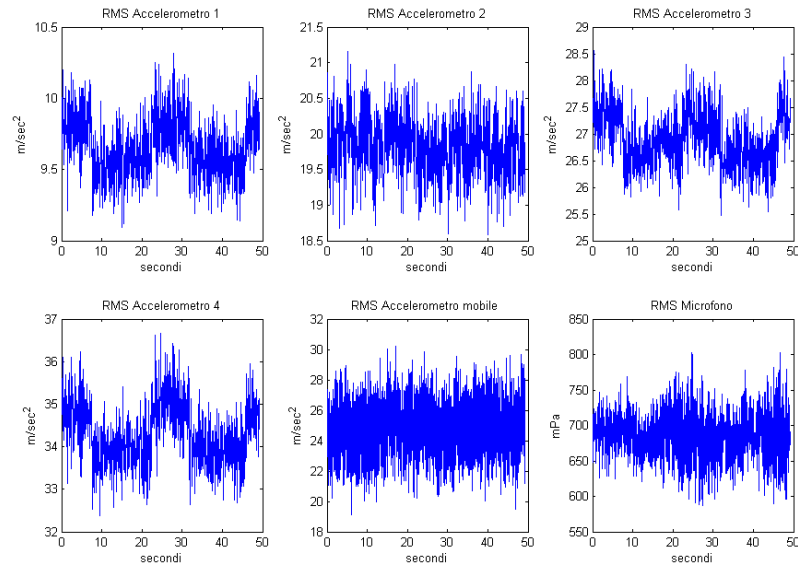 RMS Accelerometro 1
10.5
10
9.5
9
m/sec²
0 10 20 30 40 50
secondi
RMS Accelerometro 2
21.5
21
20.5
20
19.5
19
18.5
m/sec²
0 10 20 30 40 50
secondi
RMS Accelerometro 3
29
28.5
28
27.5
27
26.5
26
25.5
25
m/sec²
0 10 20 30 40 50
secondi
RMS Accelerometro 4
37
36
35
34
33
32
m/sec²
0 10 20 30 40 50
secondi
RMS Accelerometro mobile
32
30
28
26
24
22
20
18
m/sec²
0 10 20 30 40 50
secondi
RMS Microfono
850
800
750
700
650
600
550
mPa
0 10 20 30 40 50
secondi